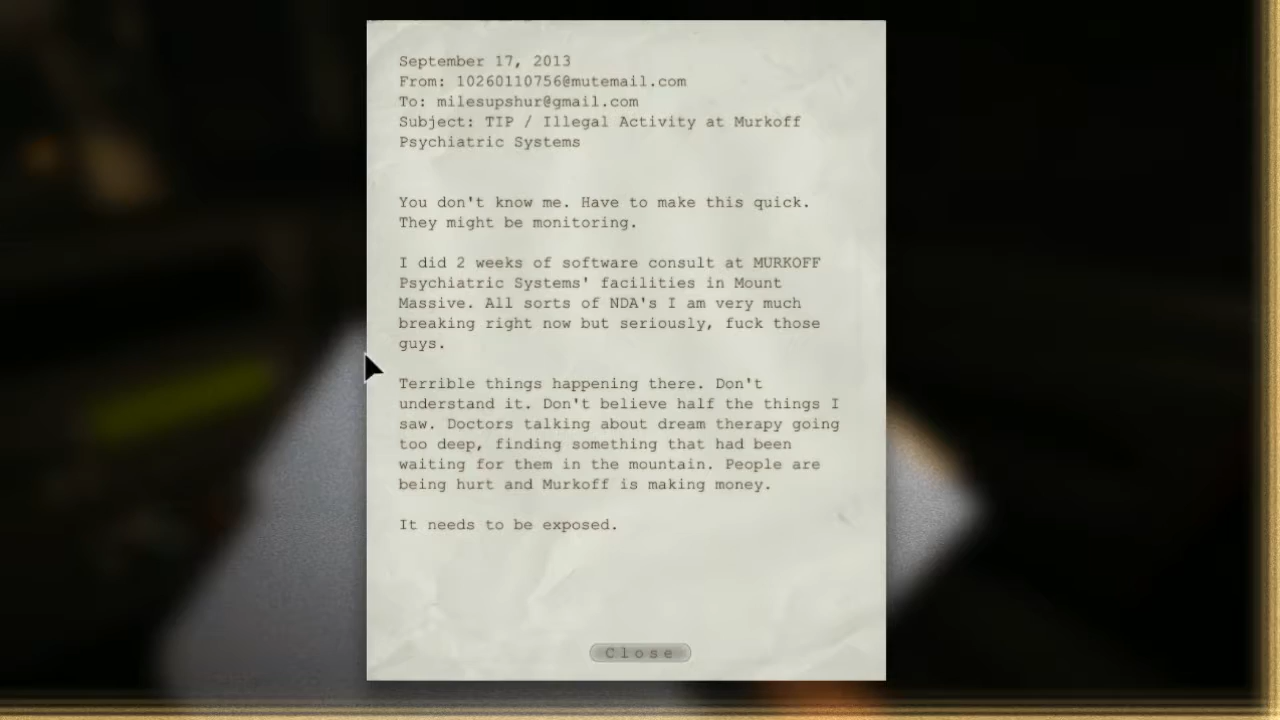 September 17, 2013
From: 10260110756@mutemail.com
To: milesupshur@gmail.com
Subject: TIP / Illegal Activity at Murkoff
Psychiatric Systems
You don't know me. Have to make this quick.
They might be monitoring.
I did 2 weeks of software consult at MURKOFF
Psychiatric Systems' facilities in Mount
Massive. All sorts of NDA's I am very much
breaking right now but seriously, fuck those
guys.
Terrible things happening there. Don't
understand it. Don't believe half the things I
saw. Doctors talking about dream therapy going
too deep, finding something that had been
waiting for them in the mountain. People are
being hurt and Murkoff is making money.
It needs to be exposed.
Close